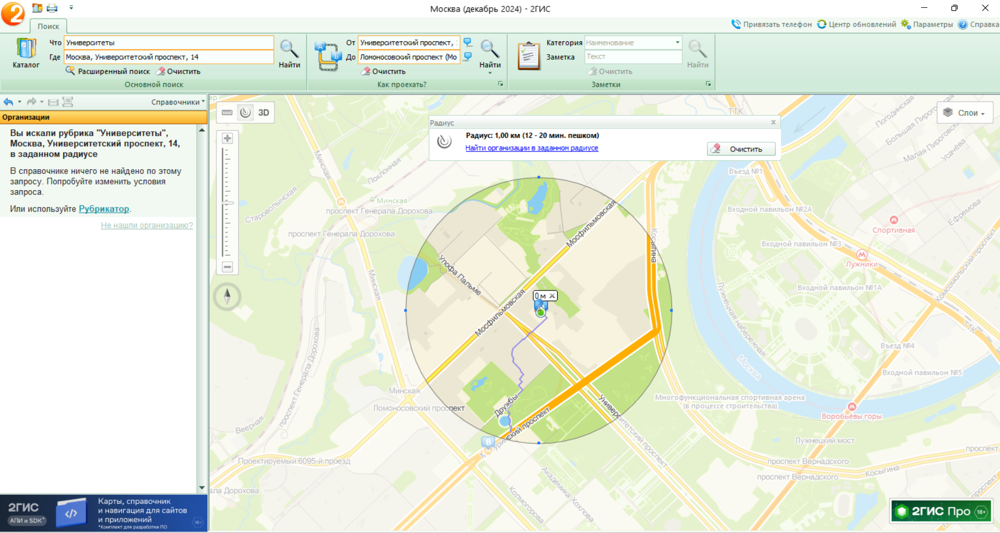 Москва (декабрь 2024) - 2ГИС
2
Поиск
Привязать телефон
Центр обновлений
Параметры
Справка
Каталог
Что
Университеты
Где
Москва, Университетский проспект, 14
Расширенный поиск
Очистить
Найти
Основной поиск
A
B
От
Университетский проспект,
До
Ломоносовский проспект (Мо
Очистить
Найти
Как проехать?
Категория
Наименование
Заметка
Текст
Очистить
Найти
Заметки
Справочники
Организации
Вы искали рубрика "Университеты",
Москва, Университетский проспект, 14,
в заданном радиусе
В справочнике ничего не найдено по этому
запросу. Попробуйте изменить условия
запроса.
Или используйте Рубрикатор.
Не нашли организацию?
2ГИС
АПИ и SDK*
Карты, справочник
и навигация для сайтов
и приложений
*Комплект для разработки ПО
18+
3D
Слои
Радиус
Радиус: 1,00 км (12 - 20 мин. пешком)
Найти организации в заданном радиусе
Очистить
ТТК
Погодинская
Большая Пирого
Малая Пироговская
Усачёва
Минская
Поклонная
Въезд №1
Минская
Староволынская
проспект Генерала Дорохова
Входной павильон №2А
Ефремова
Спортивная
проспект Генерала Дорохова
Мосфильмовская
Косыгина
Входной павильон №3
Комсомольский проспект
Лужники
Улофа Пальме
Минская
Входной павильон №1А
Лужнецкая набережная
0 м
Мосфильмовская
ТТК
проспект Генерала Дорохова
Въезд №4
Москва
Входной павильон №5
Минская
Ломоносовский проспект
Дружбы
Университетский проспект
Многофункциональная спортивная арена
(в процессе строительства)
Воробьёвы горы
Веерная
B
Лужнецкий мост
проспект
Проектируемый 6095-й проезд
проспект Вернадского
Косыгина
проспект Вернадского
Академика Хохлова
Колмогорова
ала Дорохова
проспект
2ГИС Про
18+